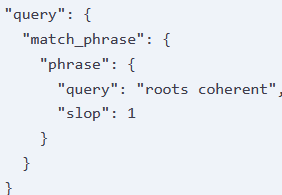 "query": {
"match_phrase": {
"phrase": {
"query": "roots coherent",
"slop": 1
}
}
}